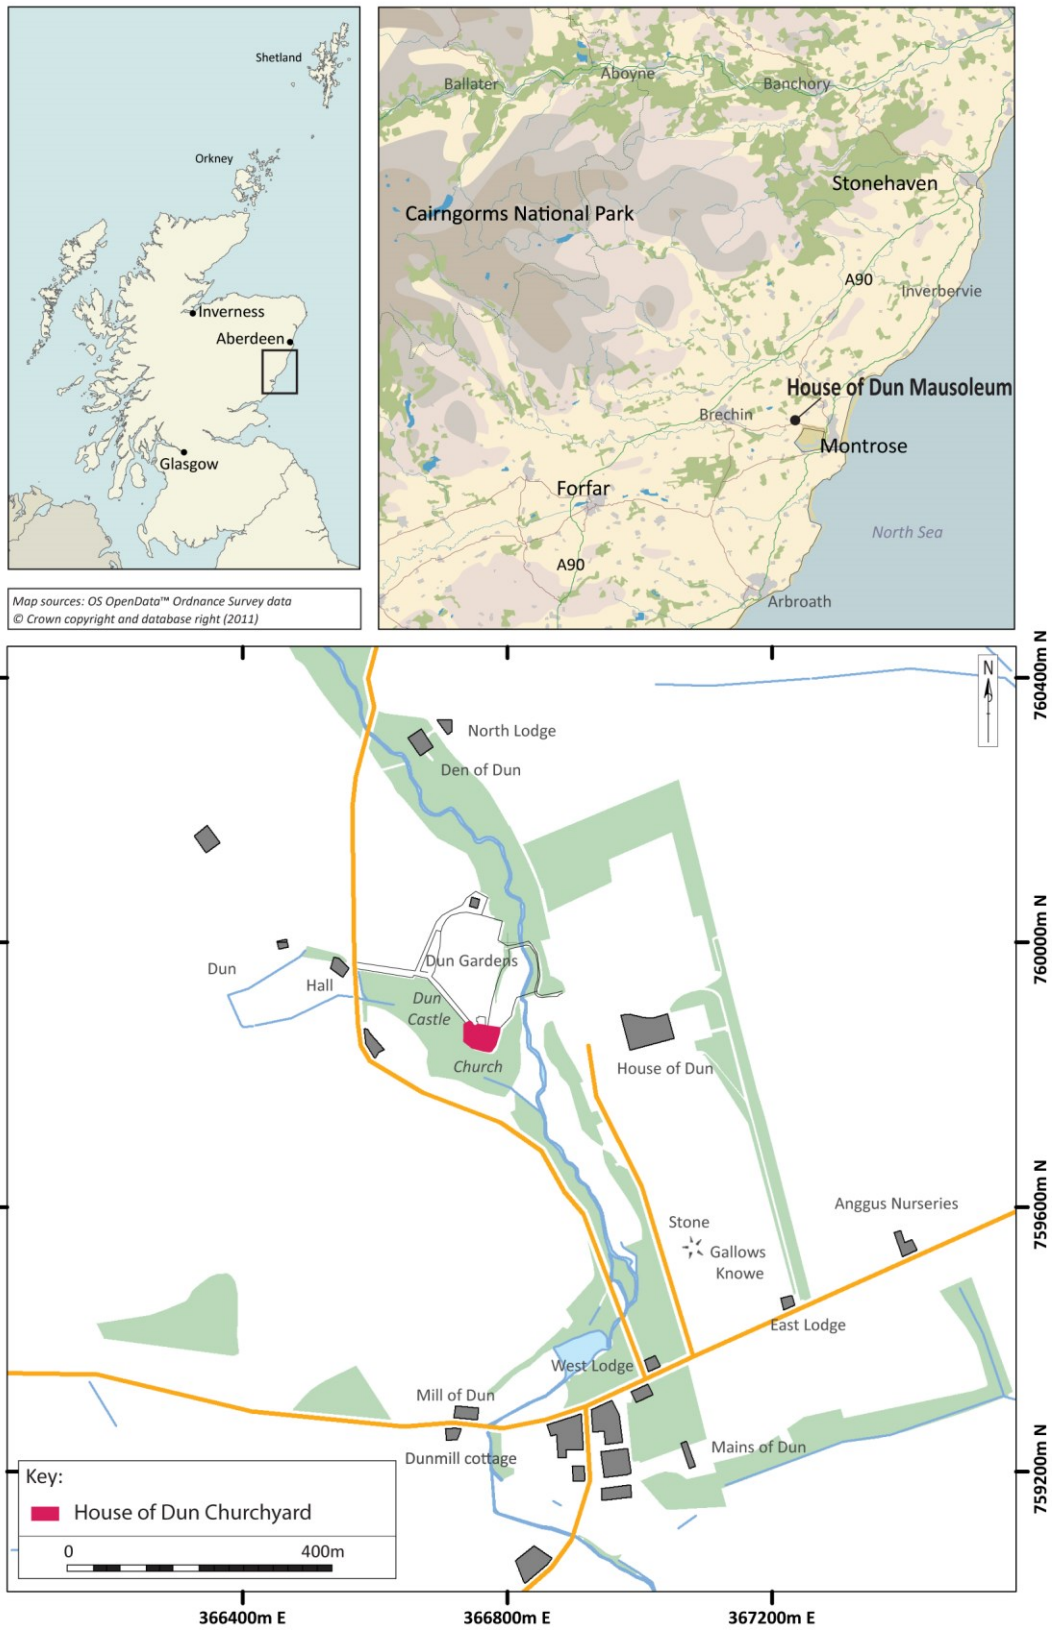 Shetland
Orkney
Inverness
Aberdeen
Glasgow
Map sources: OS OpenData™ Ordnance Survey data
© Crown copyright and database right (2011)
Ballater
Aboyne
Banchory
Stonehaven
Cairngorms National Park
A90
Inverbervie
House of Dun Mausoleum
Brechin
Montrose
Forfar
North Sea
A90
Arbroath
N
760400m N
North Lodge
Den of Dun
760000m N
Dun Gardens
Dun
Hall
Dun
Castle
Church
House of Dun
Anggus Nurseries
759600m N
Stone
Gallows
Knowe
East Lodge
West Lodge
Mill of Dun
Dunmill cottage
Mains of Dun
759200m N
Key:
House of Dun Churchyard
0 400m
366400m E 366800m E 367200m E